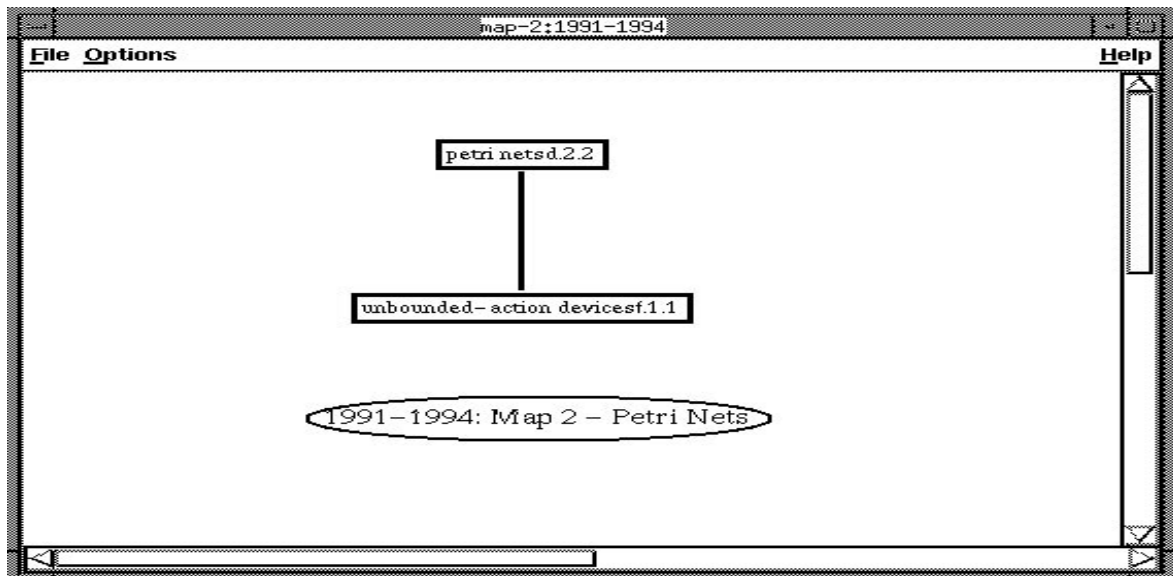 map-2:1991-1994
File Options Help
petri netsd.2.2
unbounded-action devicesf.1.1
1991-1994: Map 2 - Petri Nets